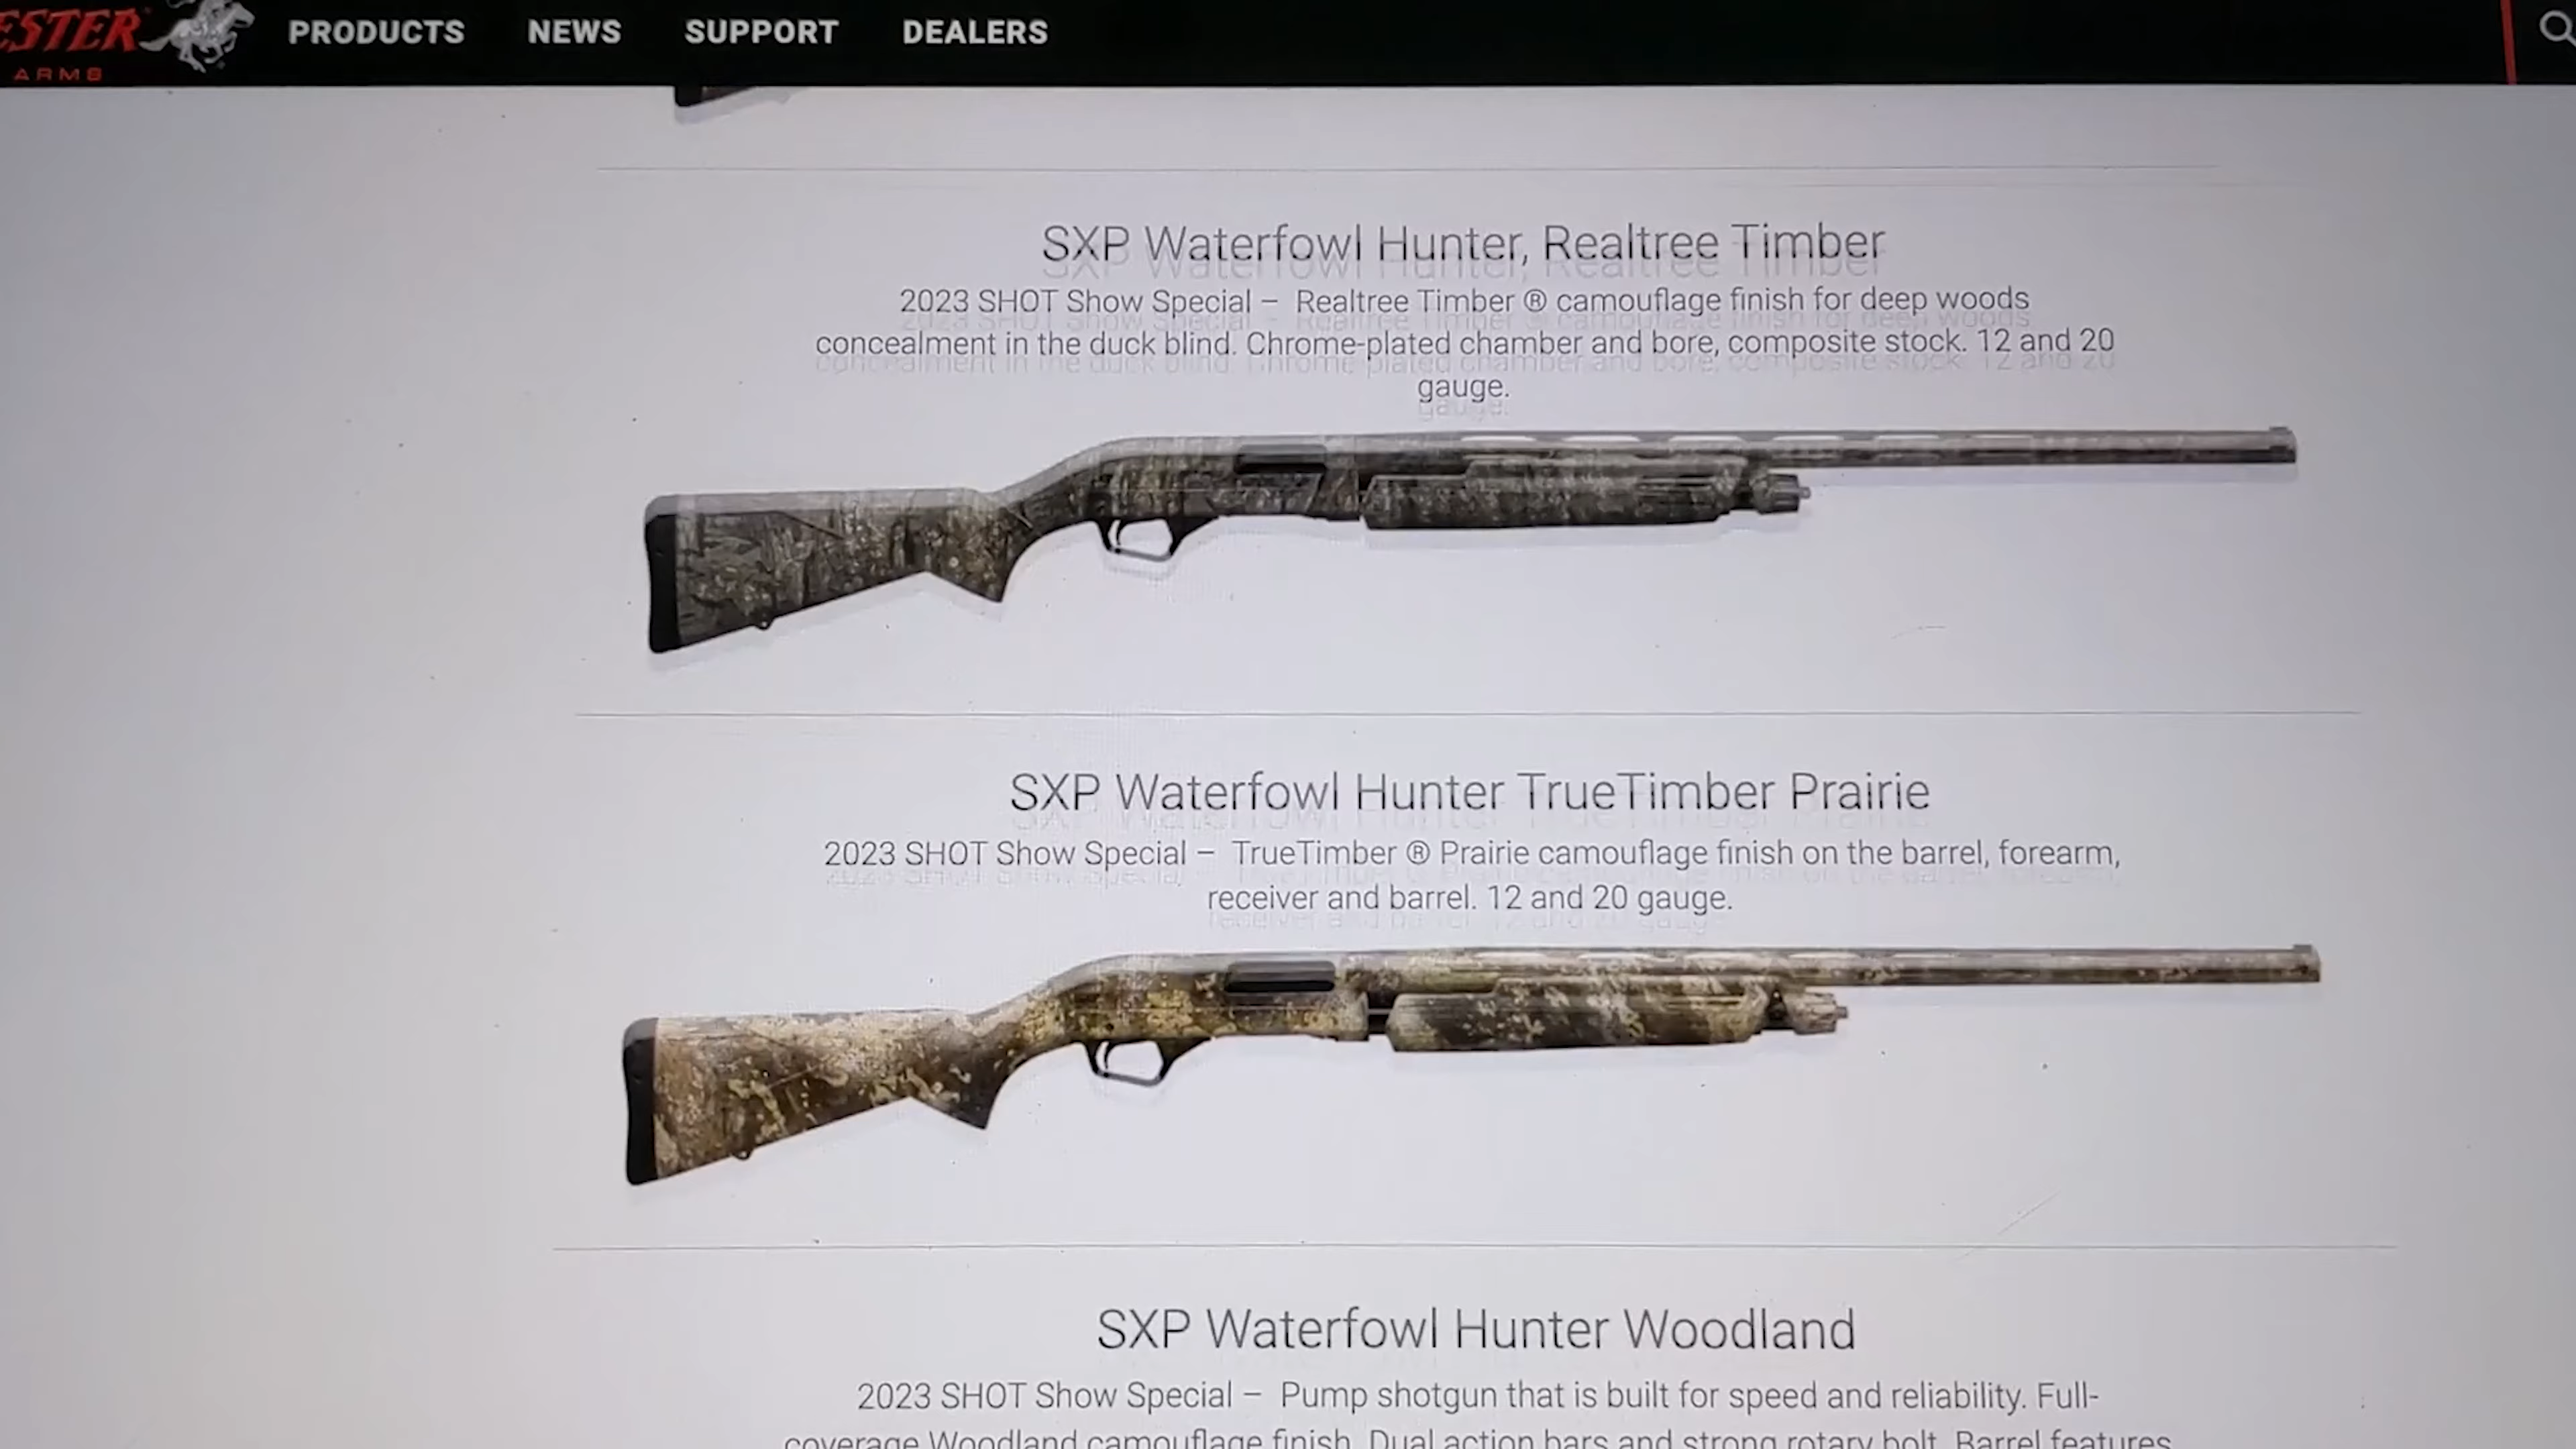 ESTER
ARMS
PRODUCTS NEWS SUPPORT DEALERS
SXP Waterfowl Hunter, Realtree Timber
2023 SHOT Show Special – Realtree Timber ® camouflage finish for deep woods
concealment in the duck blind. Chrome-plated chamber and bore, composite stock. 12 and 20
gauge.
SXP Waterfowl Hunter TrueTimber Prairie
2023 SHOT Show Special – TrueTimber ® Prairie camouflage finish on the barrel, forearm,
receiver and barrel. 12 and 20 gauge.
SXP Waterfowl Hunter Woodland
2023 SHOT Show Special – Pump shotgun that is built for speed and reliability. Full-
coverage Woodland camouflage finish. Dual action bars and strong rotary bolt. Barrel features